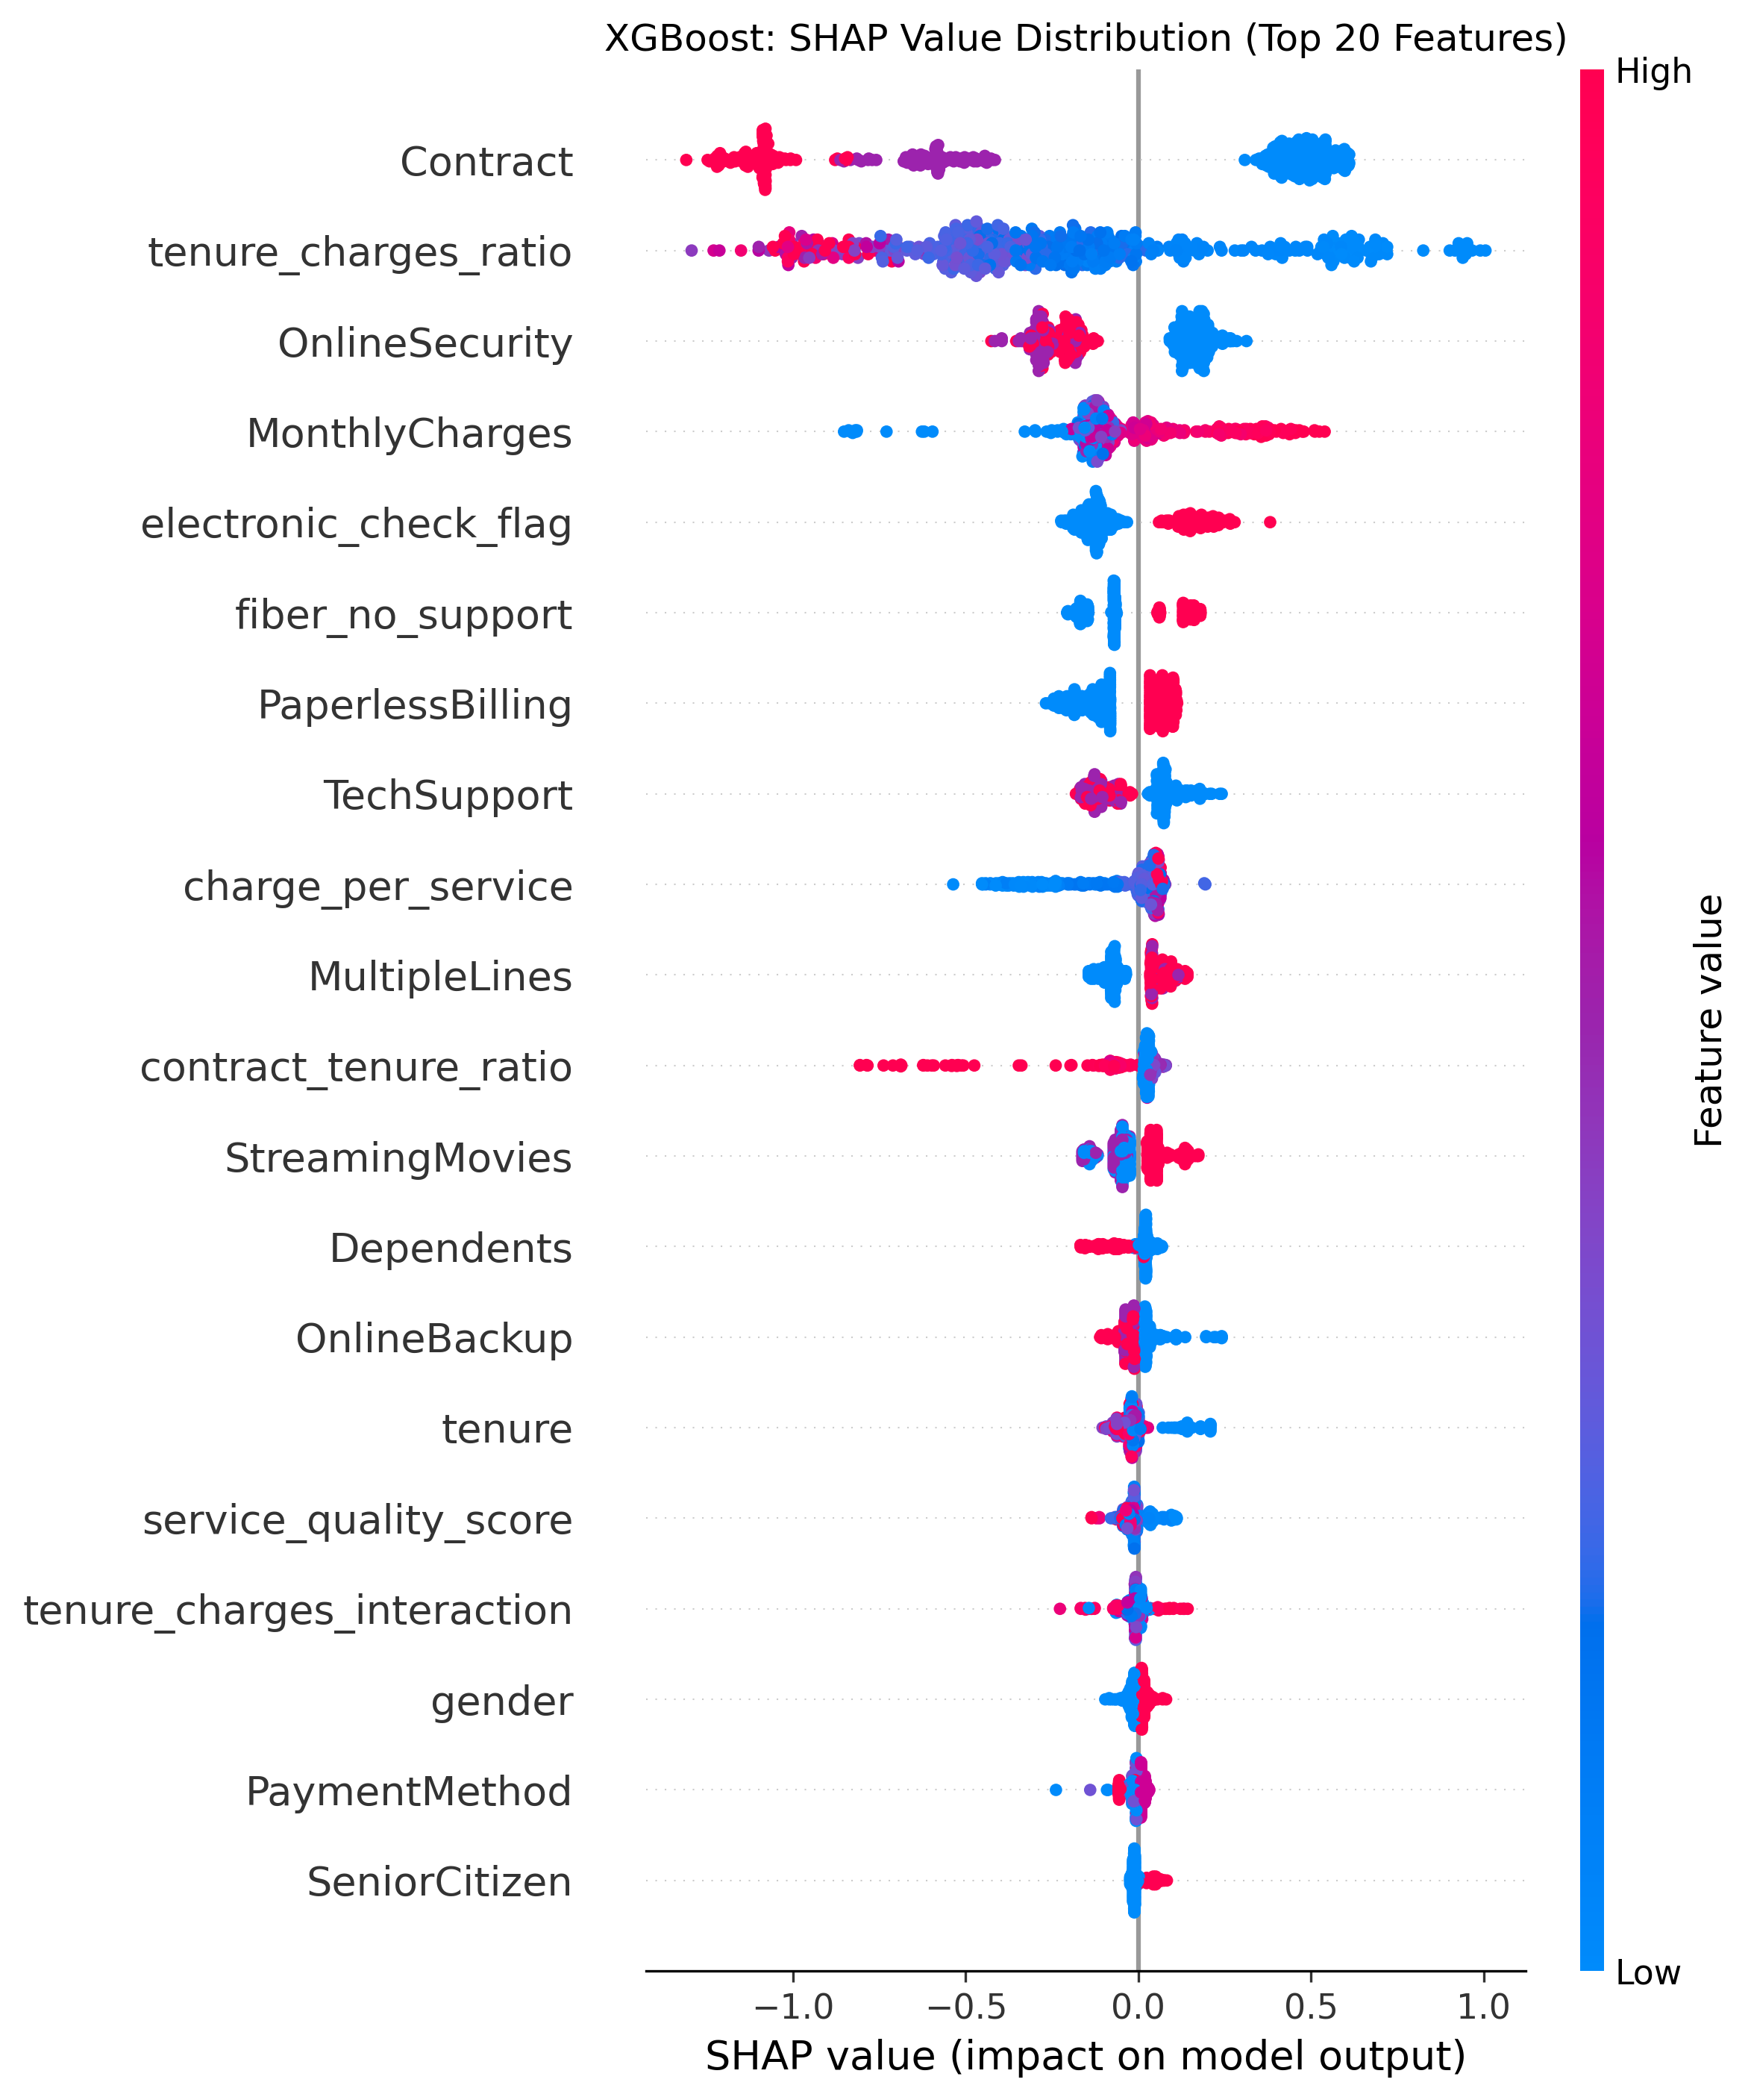 XGBoost: SHAP Value Distribution (Top 20 Features)
High
Contract
tenure_charges_ratio
OnlineSecurity
MonthlyCharges
electronic_check_flag
fiber_no_support
PaperlessBilling
TechSupport
charge_per_service
MultipleLines
contract_tenure_ratio
StreamingMovies
Dependents
OnlineBackup
tenure
service_quality_score
tenure_charges_interaction
gender
PaymentMethod
SeniorCitizen
Feature value
Low
−1.0 −0.5 0.0 0.5 1.0
SHAP value (impact on model output)